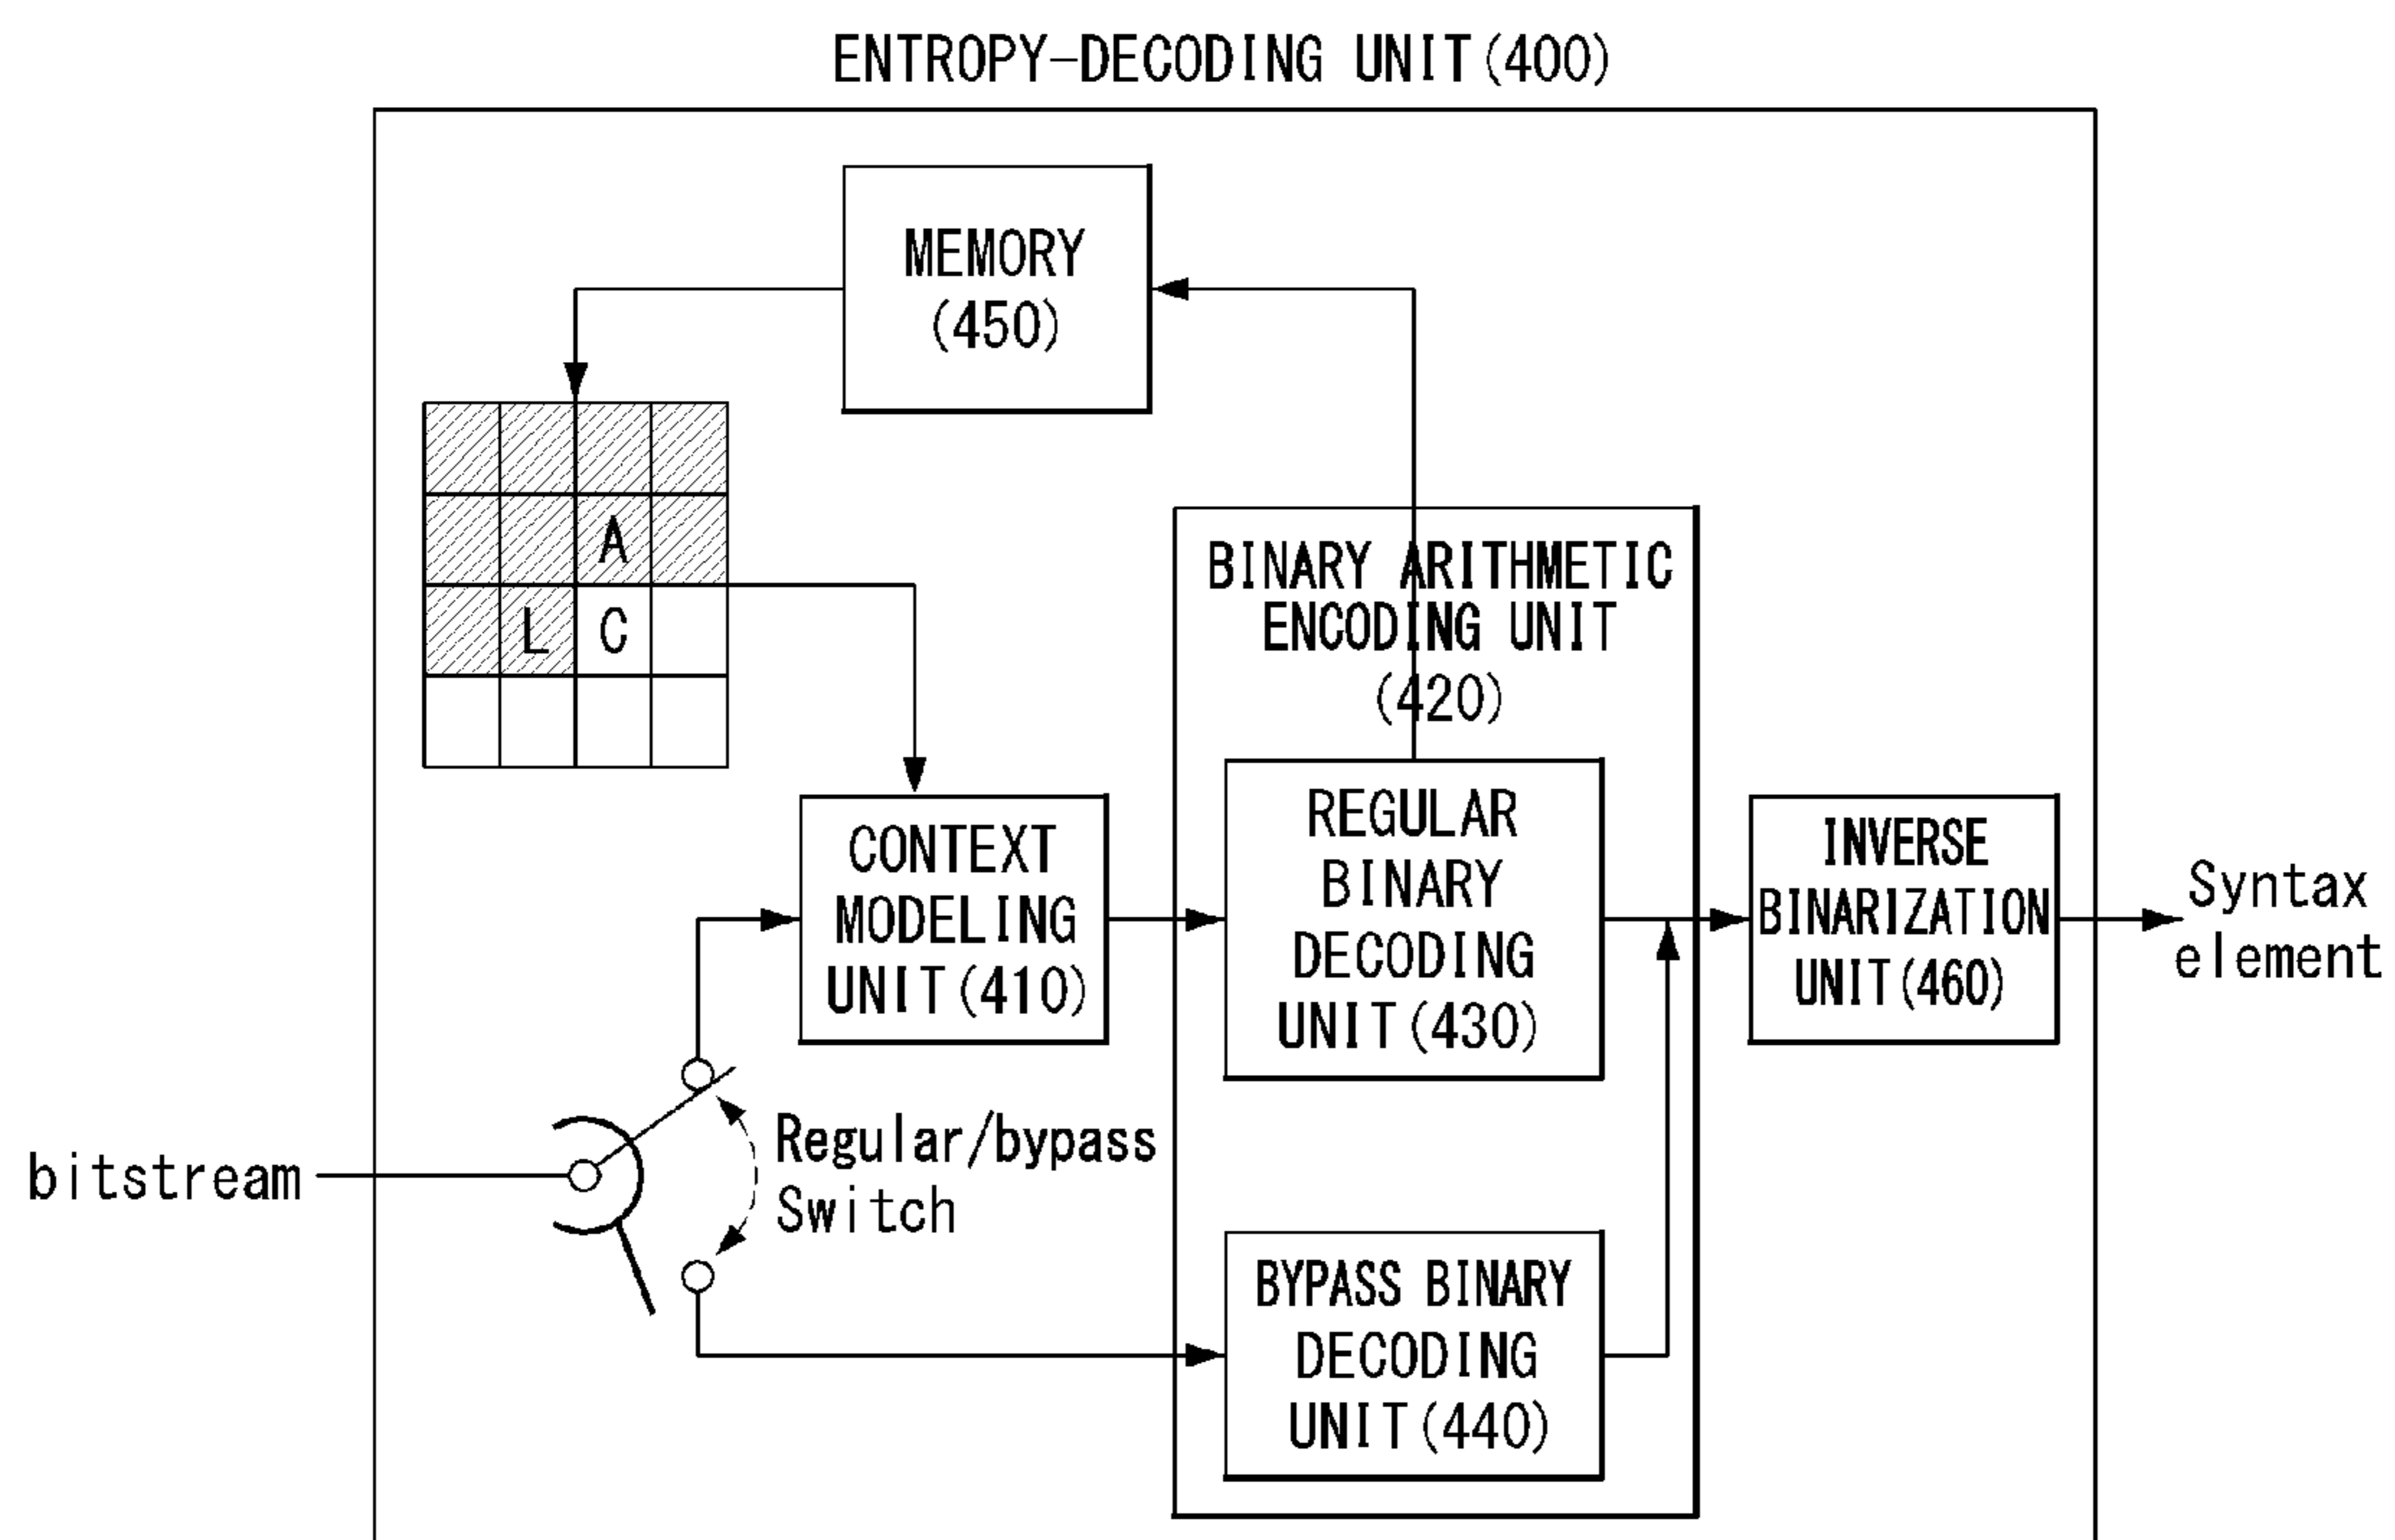 ENTROPY-DECODING UNIT(400)
MEMORY
(450)
A
L
C
BINARY ARITHMETIC
ENCODING UNIT
(420)
CONTEXT
MODELING
UNIT(410)
REGULAR
BINARY
DECODING
UNIT(430)
INVERSE
BINARIZATION
UNIT(460)
Syntax
element
bitstream
Regular/bypass
Switch
BYPASS BINARY
DECODING
UNIT(440)